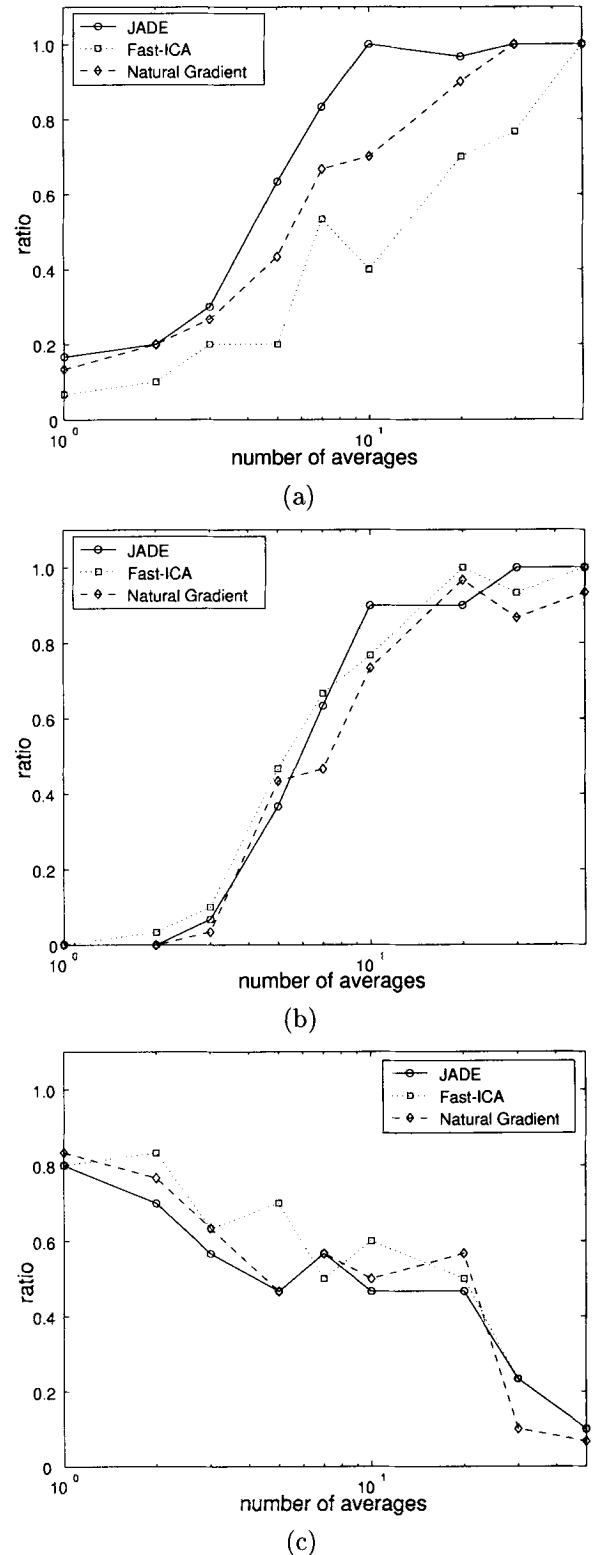 JADE
Fast-ICA
Natural Gradient
1.0
0.8
0.6
0.4
0.2
0
ratio
10^0
10^1
number of averages
(a)
JADE
Fast-ICA
Natural Gradient
1.0
0.8
0.6
0.4
0.2
0
ratio
10^0
10^1
number of averages
(b)
JADE
Fast-ICA
Natural Gradient
1.0
0.8
0.6
0.4
0.2
0
ratio
10^0
10^1
number of averages
(c)